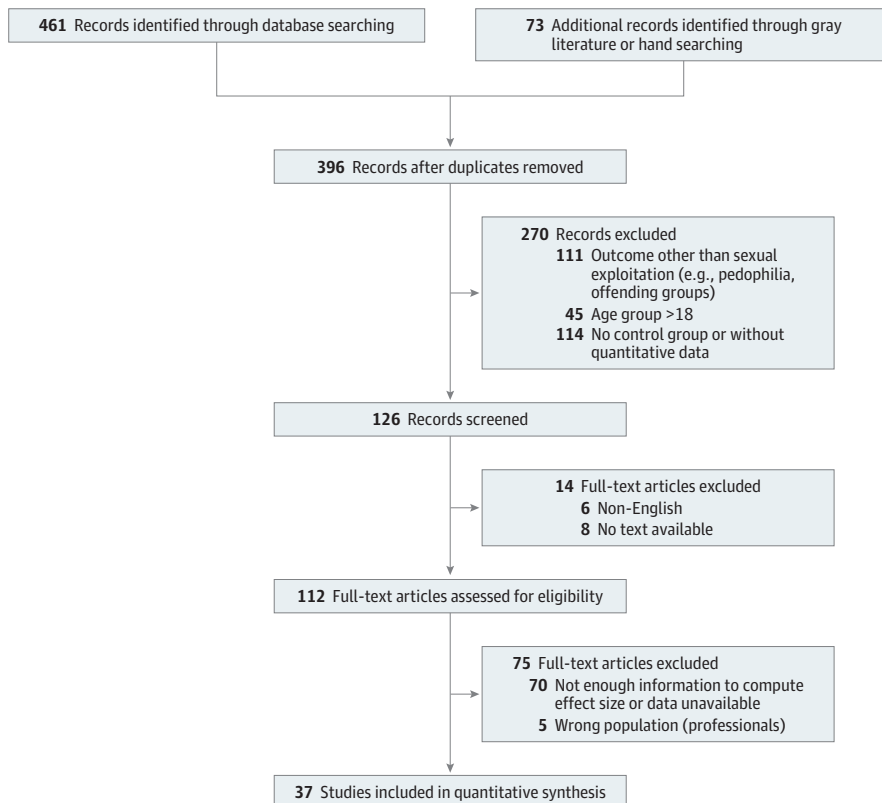 461 Records identified through database searching
73 Additional records identified through gray
literature or hand searching
396 Records after duplicates removed
270 Records excluded
111 Outcome other than sexual
exploitation (e.g., pedophilia,
offending groups)
45 Age group >18
114 No control group or without
quantitative data
126 Records screened
14 Full-text articles excluded
6 Non-English
8 No text available
112 Full-text articles assessed for eligibility
75 Full-text articles excluded
70 Not enough information to compute
effect size or data unavailable
5 Wrong population (professionals)
37 Studies included in quantitative synthesis